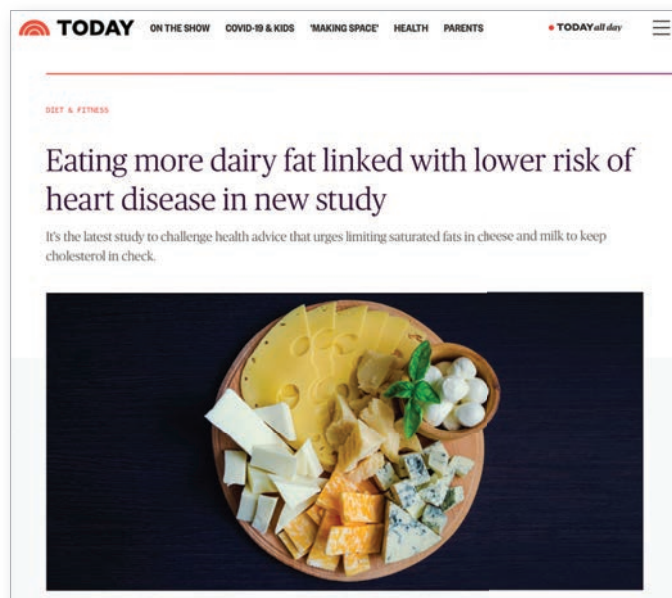 TODAY ON THE SHOW COVID-19 & KIDS 'MAKING SPACE' HEALTH PARENTS TODAY all day
DIET & FITNESS
Eating more dairy fat linked with lower risk of
heart disease in new study
It's the latest study to challenge health advice that urges limiting saturated fats in cheese and milk to keep
cholesterol in check.